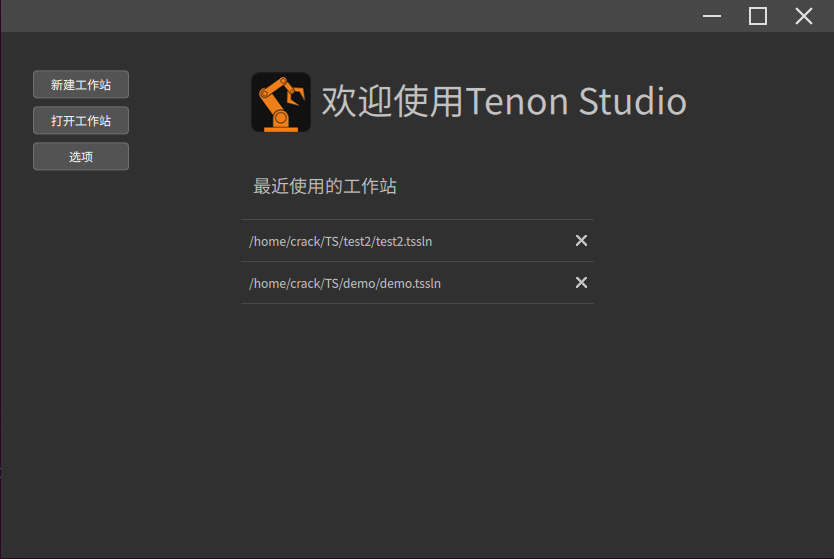 新建工作站
打开工作站
选项
欢迎使用Tenon Studio
最近使用的工作站
/home/crack/TS/test2/test2.tssln
/home/crack/TS/demo/demo.tssln